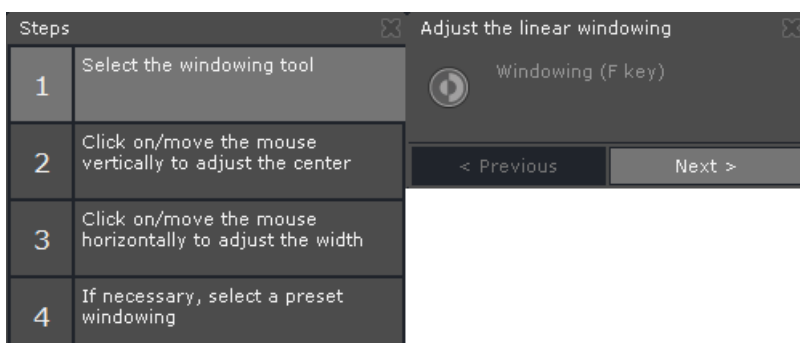 Steps
1
Select the windowing tool
2
Click on/move the mouse
vertically to adjust the center
3
Click on/move the mouse
horizontally to adjust the width
4
If necessary, select a preset
windowing
Adjust the linear windowing
Windowing (F key)
< Previous
Next >